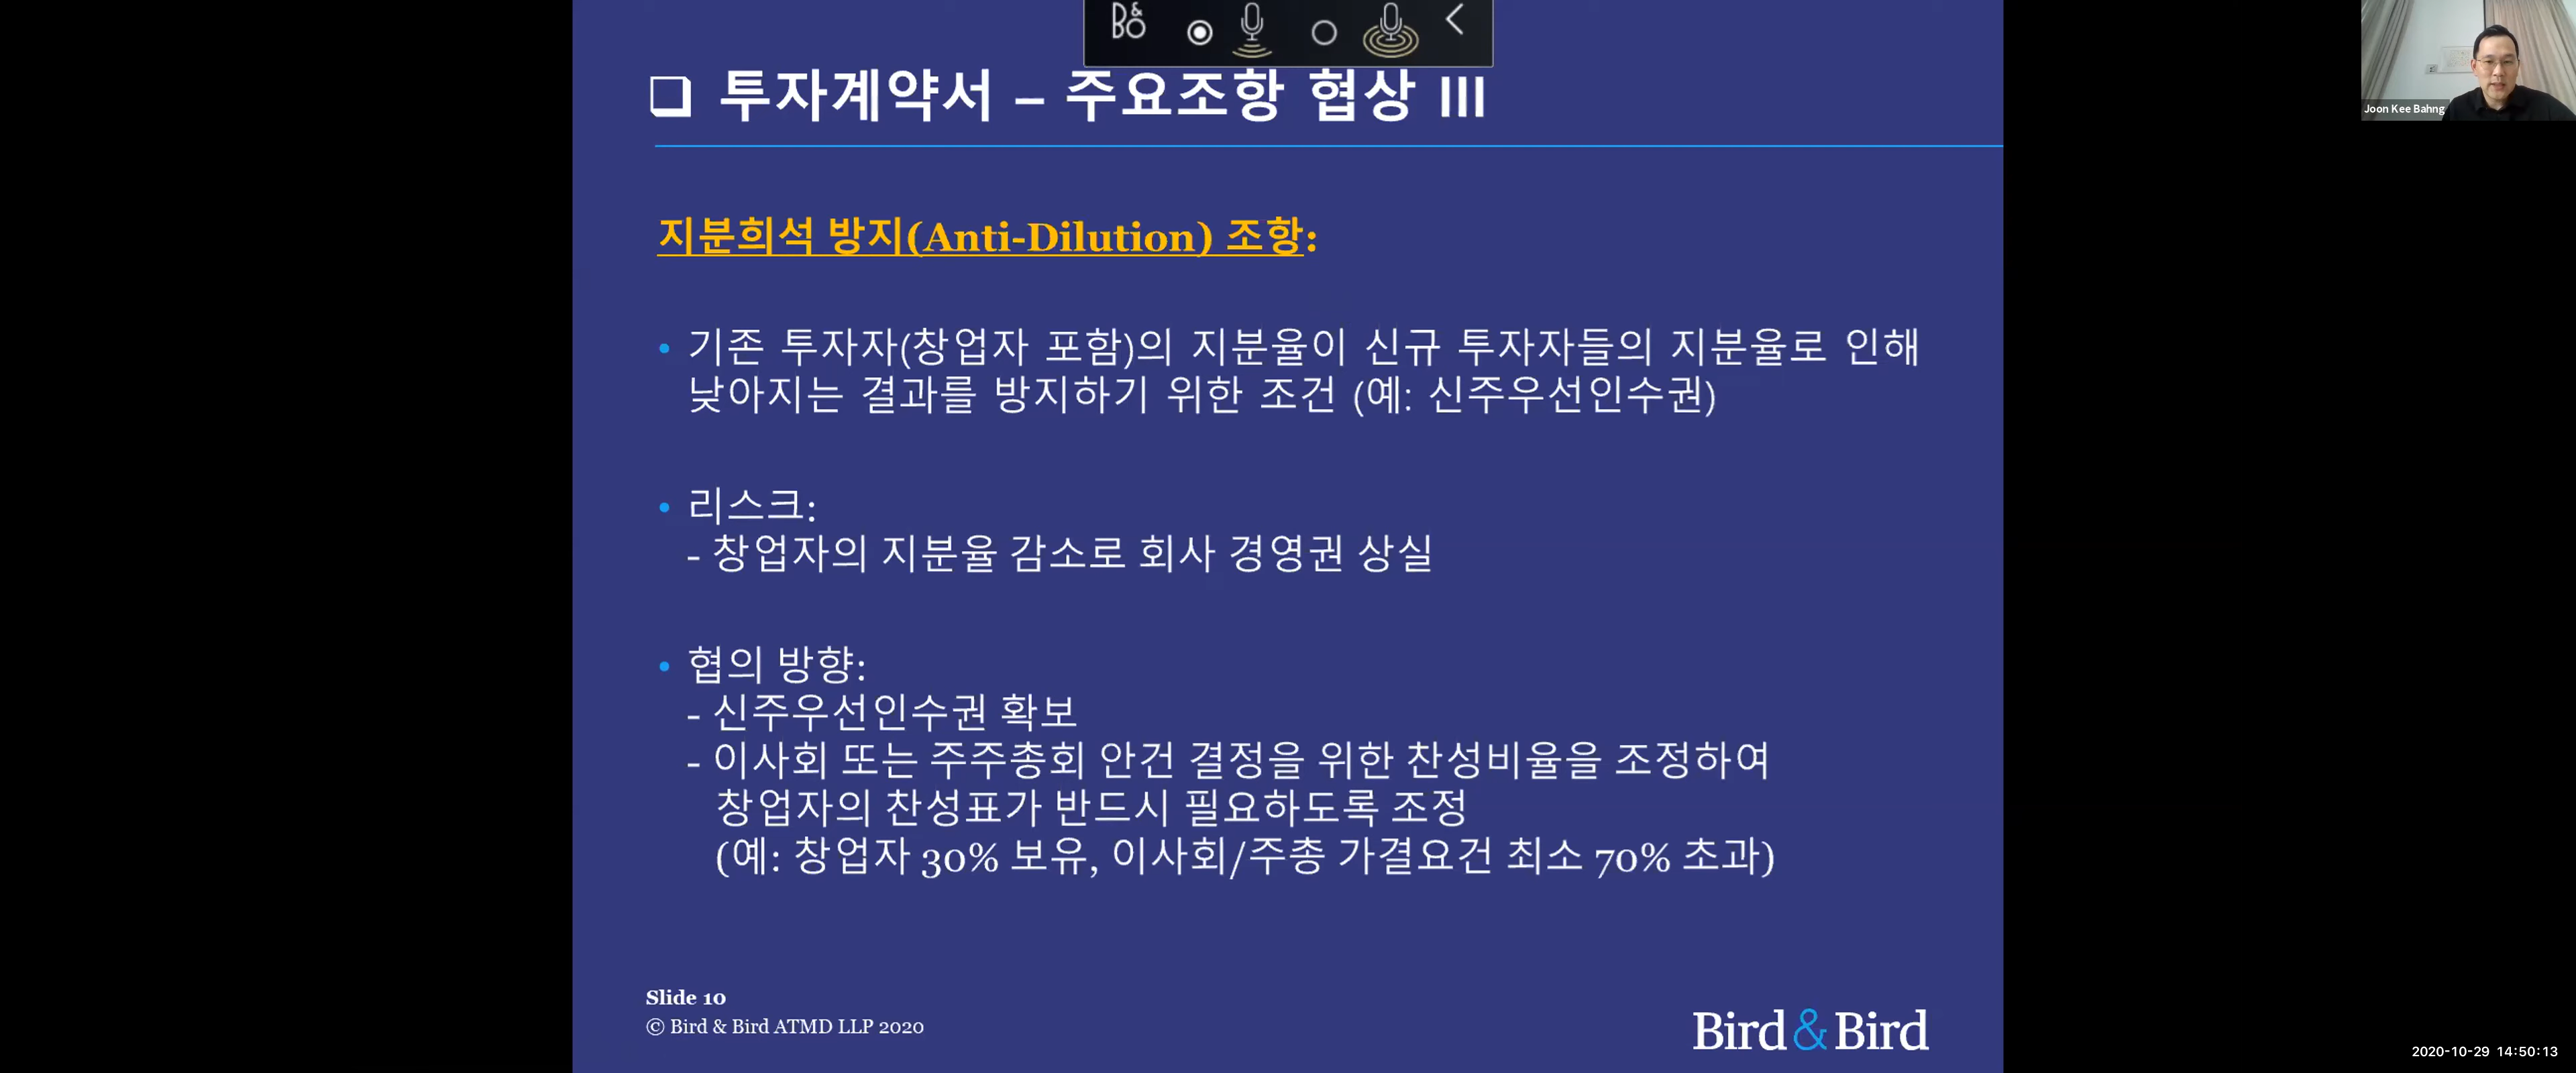 B&O
❑ 투자계약서 – 주요조항 협상 III
Joon Kee Bahng
지분희석 방지(Anti-Dilution) 조항:
• 기존 투자자(창업자 포함)의 지분율이 신규 투자자들의 지분율로 인해
낮아지는 결과를 방지하기 위한 조건 (예: 신주우선인수권)
• 리스크:
- 창업자의 지분율 감소로 회사 경영권 상실
• 협의 방향:
- 신주우선인수권 확보
- 이사회 또는 주주총회 안건 결정을 위한 찬성비율을 조정하여
창업자의 찬성표가 반드시 필요하도록 조정
(예: 창업자 30% 보유, 이사회/주총 가결요건 최소 70% 초과)
Slide 10
© Bird & Bird ATMD LLP 2020
Bird&Bird
2020-10-29 14:50:13